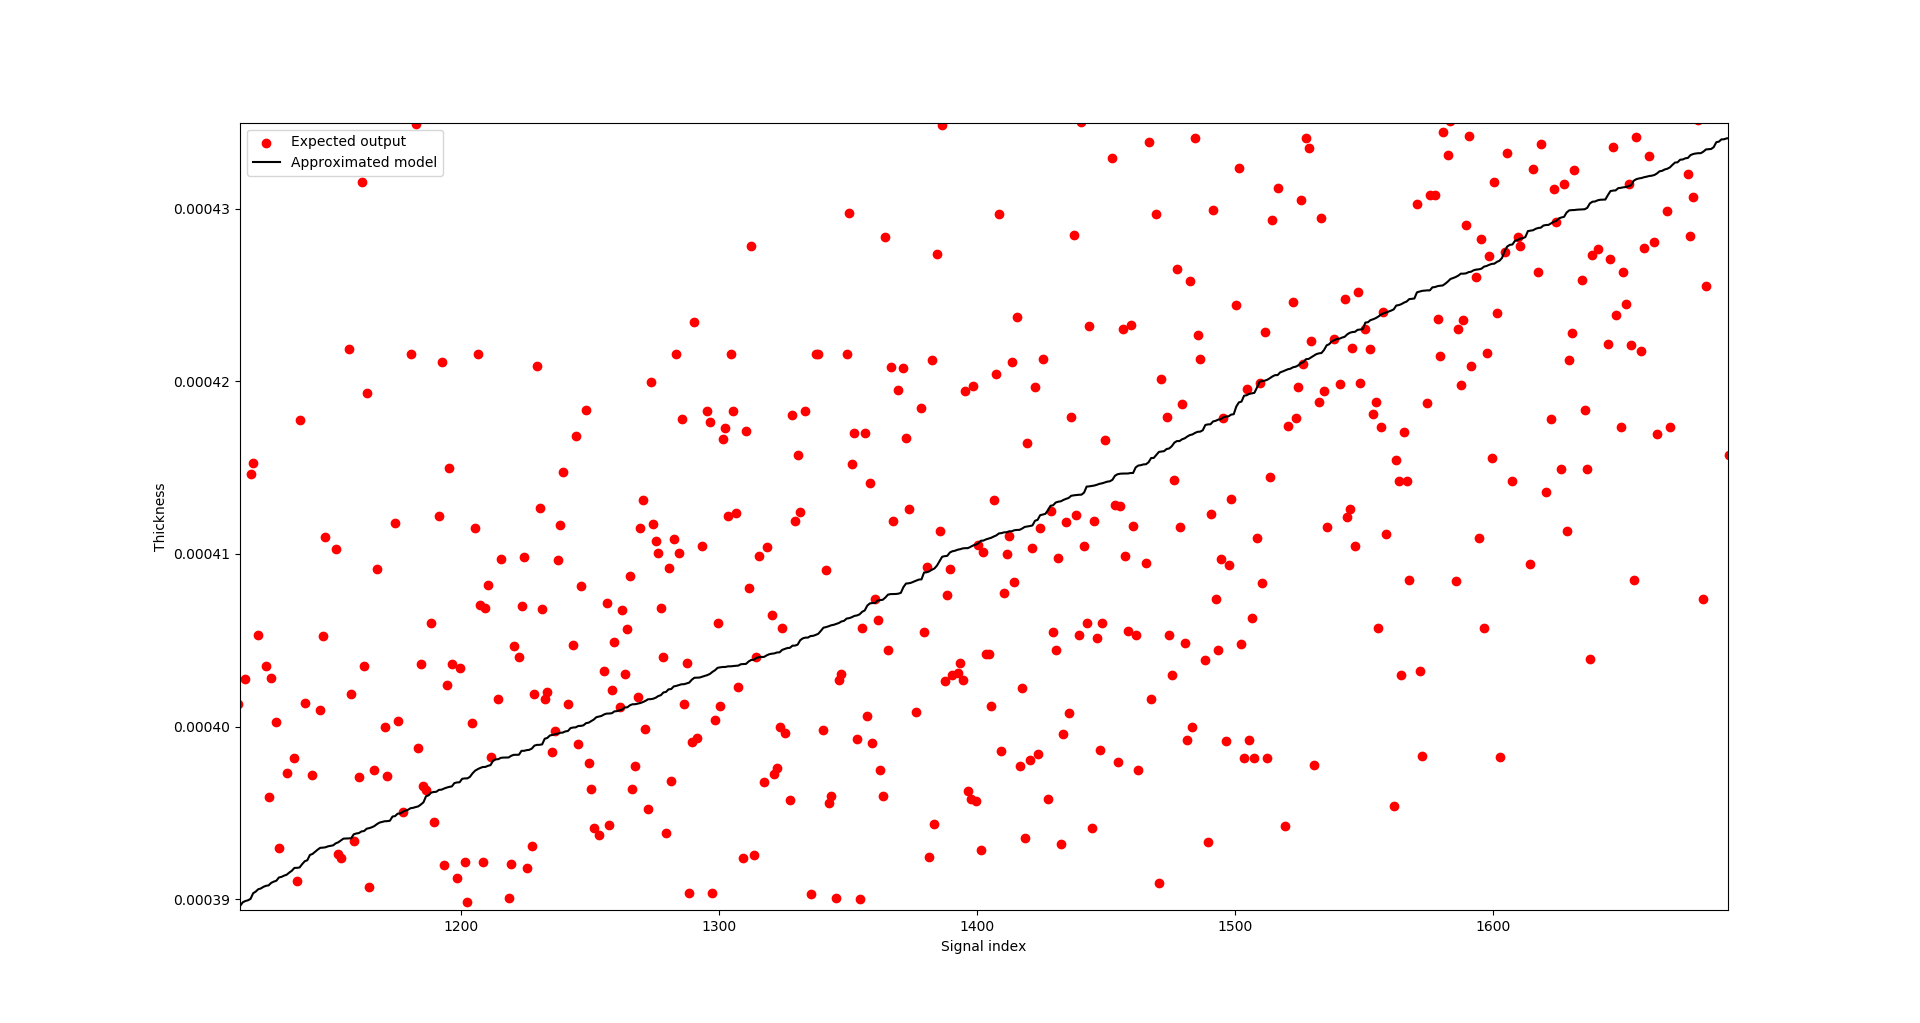 Expected output
Approximated model
0.00043
0.00042
0.00041
0.00040
0.00039
Thickness
1200
1300
1400
1500
1600
Signal index